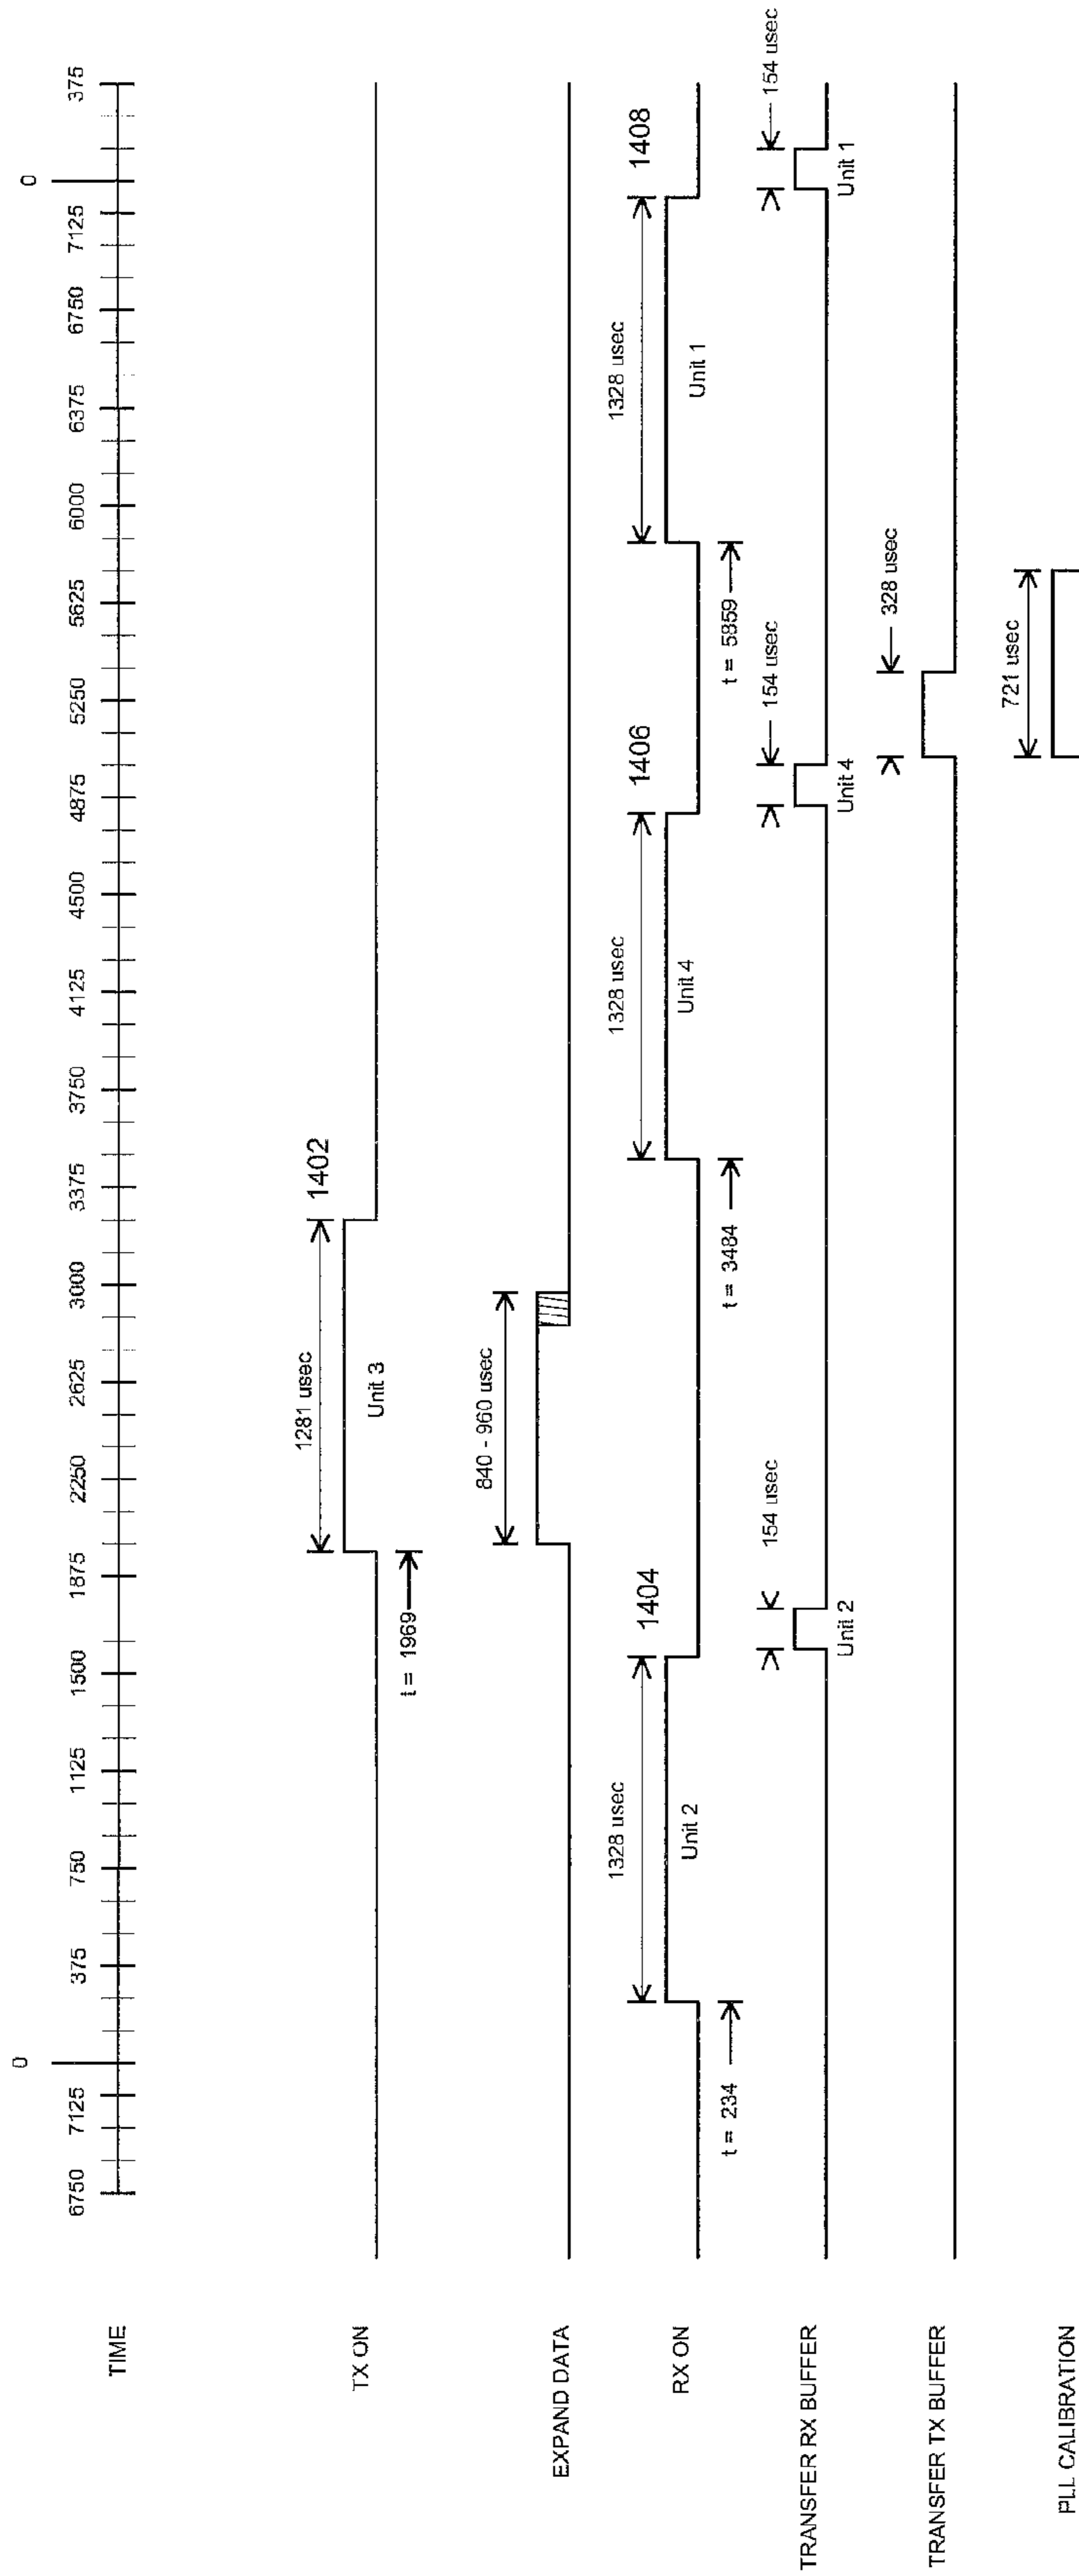 TIME
6750 7125 0 375 750 1125 1500 1875 2250 2625 3000 3375 3750 4125 4500 4875 5250 5625 6000 6375 6750 7125 0 375
TX ON
1281 usec
1402
Unit 3
t = 1969
EXPAND DATA
840 - 960 usec
RX ON
1328 usec
1404
1328 usec
1406
1328 usec
1408
Unit 2
Unit 4
Unit 1
t = 234
t = 3484
t = 5859
TRANSFER RX BUFFER
154 usec
154 usec
154 usec
Unit 2
Unit 4
Unit 1
TRANSFER TX BUFFER
328 usec
PLL CALIBRATION
721 usec